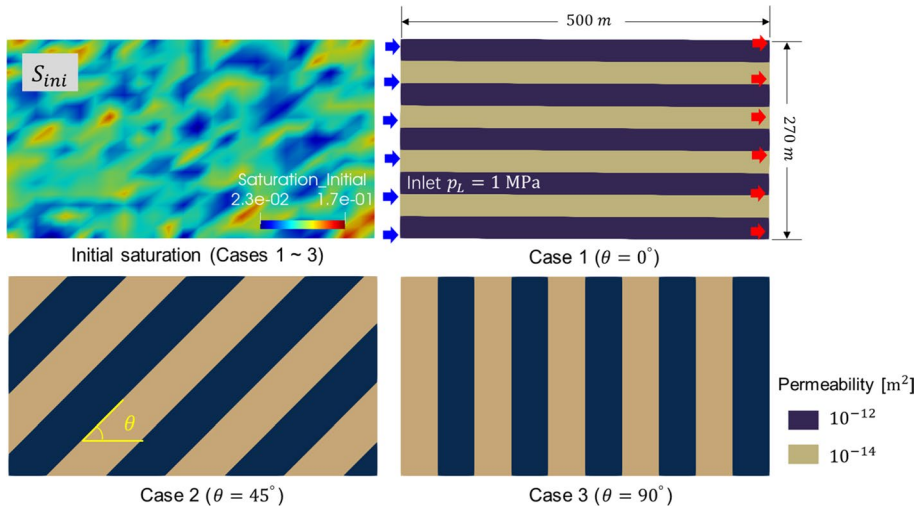 S_ini
Saturation_Initial
2.3e-02 1.7e-01
Initial saturation (Cases 1 ~ 3)
500 m
270 m
Inlet p_L = 1 MPa
Case 1 (θ = 0°)
θ
Case 2 (θ = 45°)
Case 3 (θ = 90°)
Permeability [m²]
10⁻¹²
10⁻¹⁴